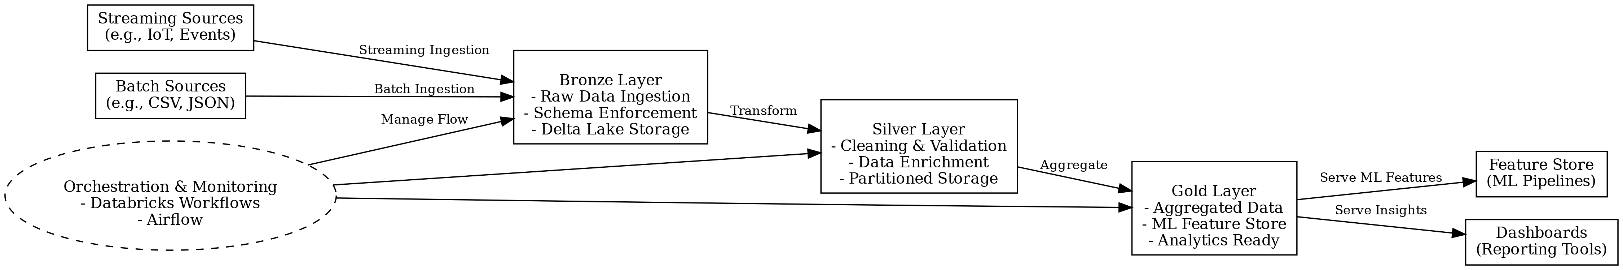 Streaming Sources
(e.g., IoT, Events)
Streaming Ingestion
Batch Sources
(e.g., CSV, JSON)
Batch Ingestion
Manage Flow
Orchestration & Monitoring
- Databricks Workflows
- Airflow
Bronze Layer
- Raw Data Ingestion
- Schema Enforcement
- Delta Lake Storage
Transform
Silver Layer
- Cleaning & Validation
- Data Enrichment
- Partitioned Storage
Aggregate
Gold Layer
- Aggregated Data
- ML Feature Store
- Analytics Ready
Serve ML Features
Feature Store
(ML Pipelines)
Serve Insights
Dashboards
(Reporting Tools)